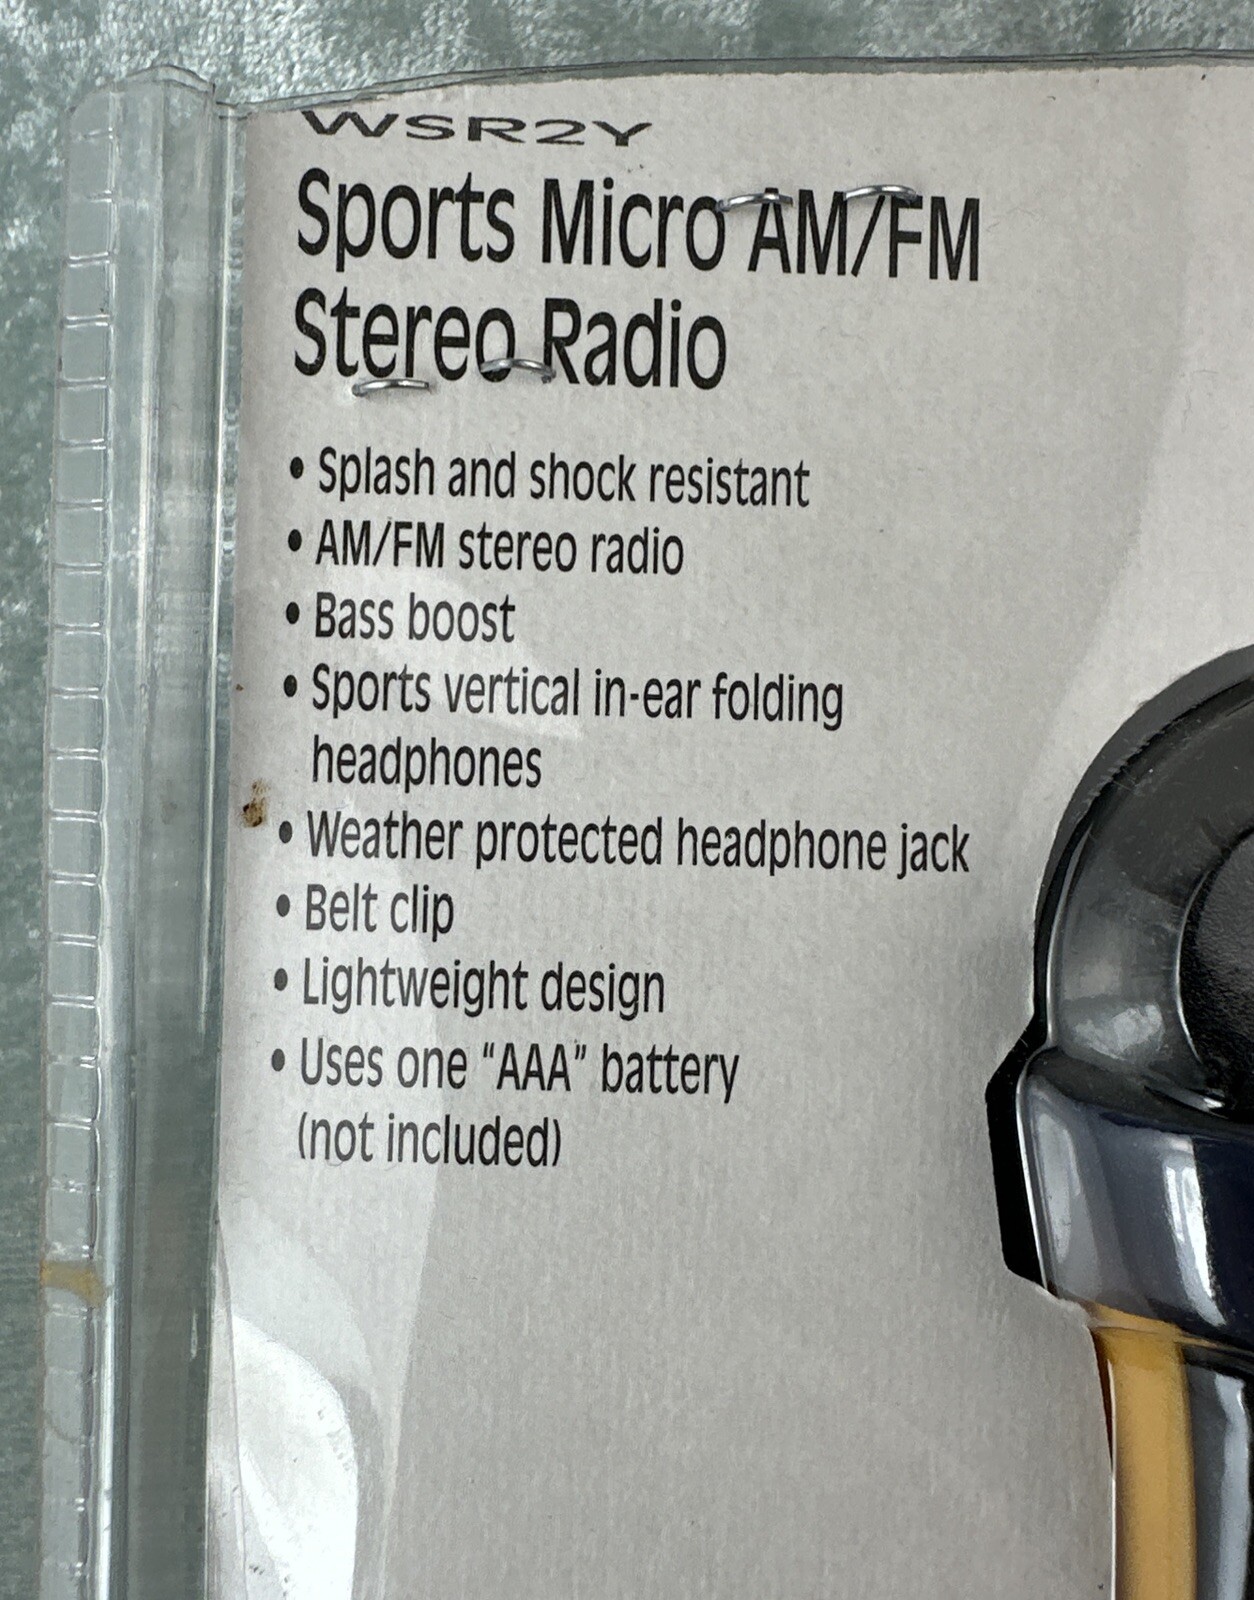 WSR2Y
Sports Micro AM/FM
Stereo Radio
• Splash and shock resistant
• AM/FM stereo radio
• Bass boost
• Sports vertical in-ear folding
headphones
• Weather protected headphone jack
• Belt clip
• Lightweight design
• Uses one “AAA” battery
(not included)